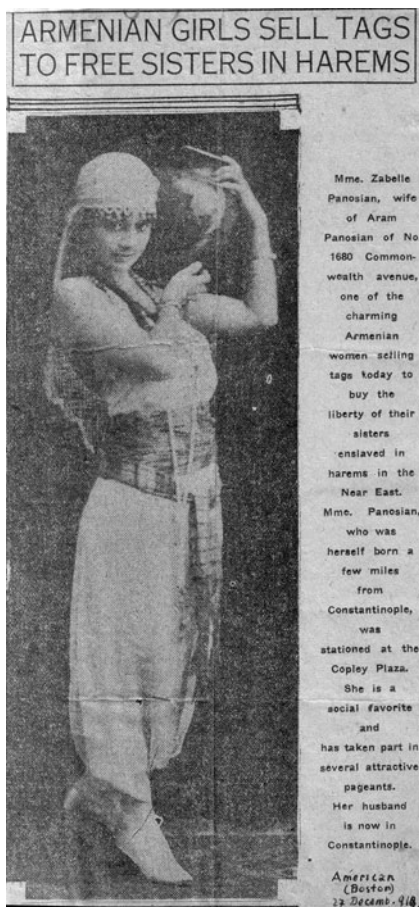 ARMENIAN GIRLS SELL TAGS
TO FREE SISTERS IN HAREMS
Mme. Zabelle
Panosian, wife
of Aram
Panosian of No
1680 Common-
wealth avenue,
one of the
charming
Armenian
women selling
tags today to
buy the
liberty of their
sisters
enslaved in
harems in the
Near East.
Mme. Panosian,
who was
herself born a
few miles
from
Constantinople,
was
stationed at the
Copley Plaza.
She is a
social favorite
and
has taken part in
several attractive
pageants.
Her husband
is now in
Constantinople.
American
(Boston)
22 Decemb. 918